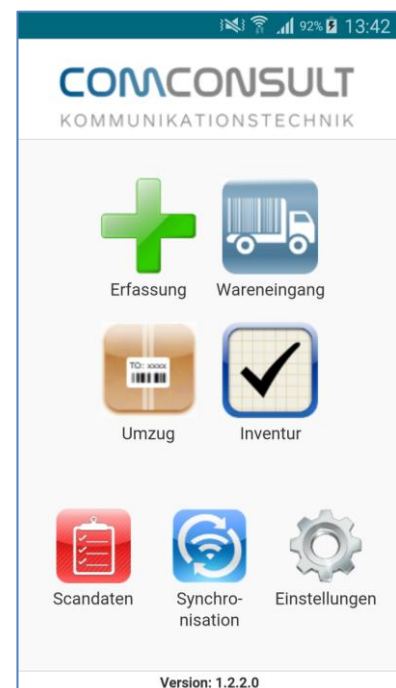 92% 13:42
COMCONSULT
KOMMUNIKATIONSTECHNIK
Erfassung Wareneingang
TO: xxxx
Umzug Inventur
Scandaten Synchro- Einstellungen
nisation
Version: 1.2.2.0